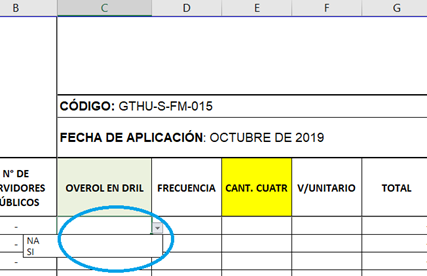 B C D E F G
CÓDIGO: GTHU-S-FM-015
FECHA DE APLICACIÓN: OCTUBRE DE 2019
N° DE
RVIDORES
ÚBLICOS
OVEROL EN DRIL
FRECUENCIA
CANT. CUATR
V/UNITARIO
TOTAL
-
-
NA
SI
-